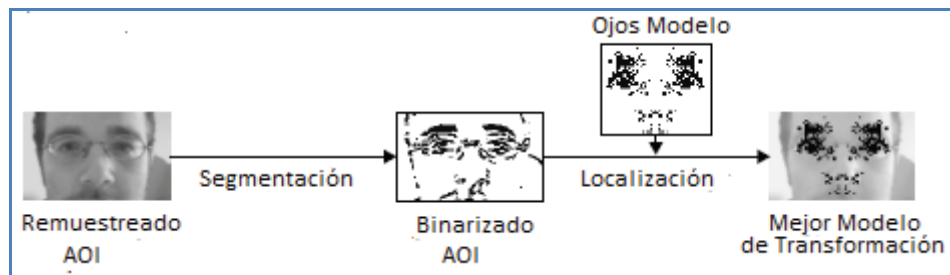 Ojos Modelo
Segmentación
Localización
Remuestreado
AOI
Binarizado
AOI
Mejor Modelo
de Transformación